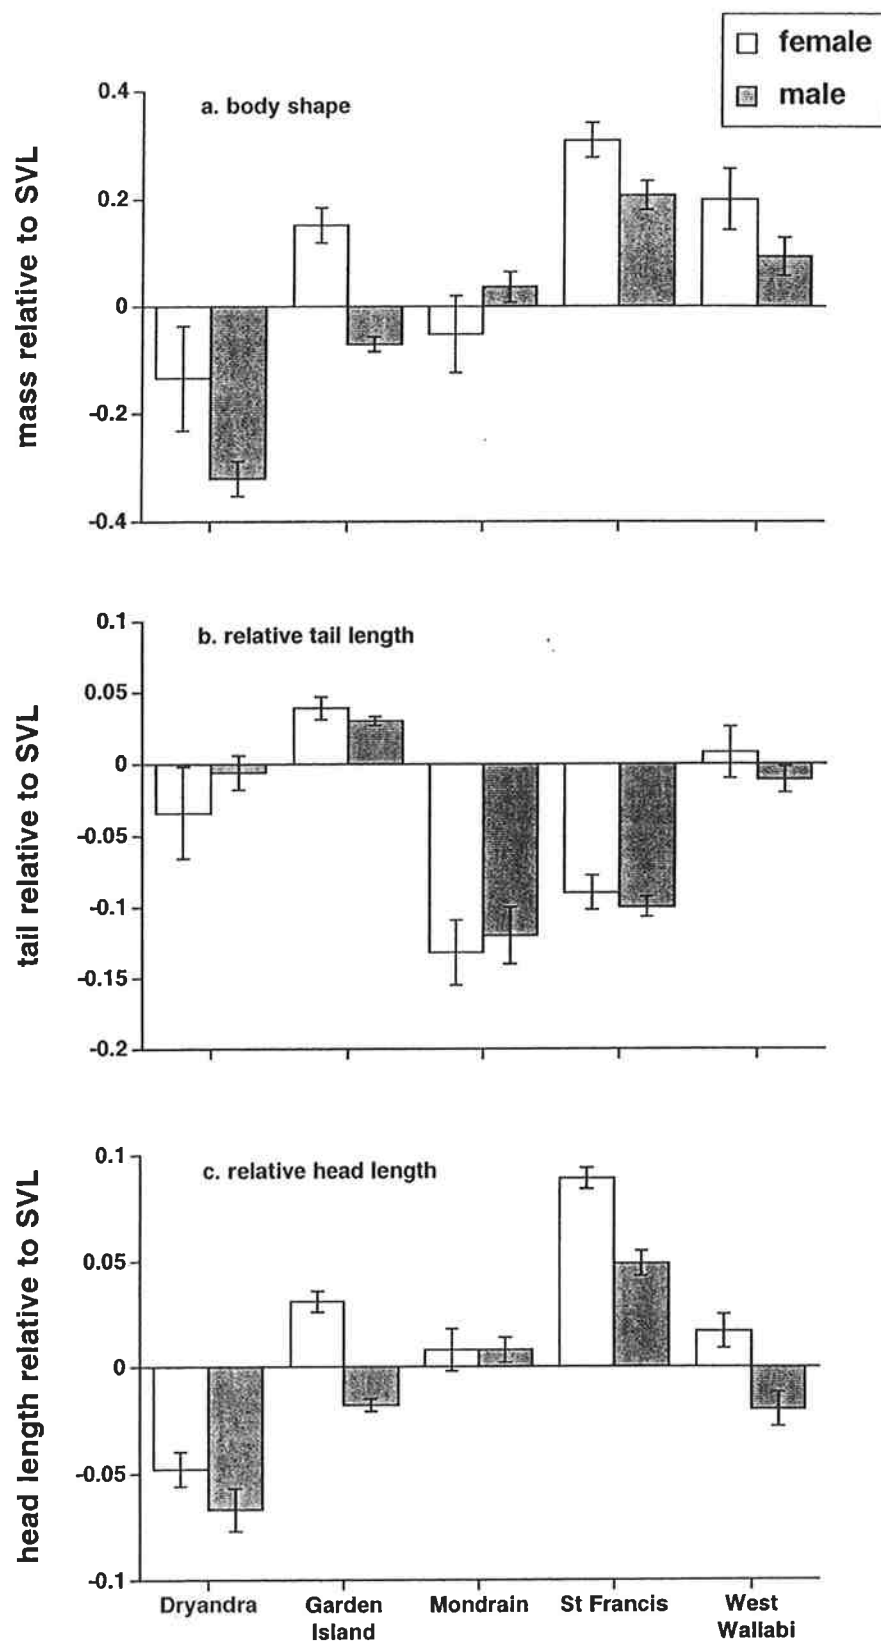 female
male
a. body shape
mass relative to SVL
0.4
0.2
0
-0.2
-0.4
b. relative tail length
tail relative to SVL
0.1
0.05
0
-0.05
-0.1
-0.15
-0.2
c. relative head length
head length relative to SVL
0.1
0.05
0
-0.05
-0.1
Dryandra
Garden
Island
Mondrain
St Francis
West
Wallabi